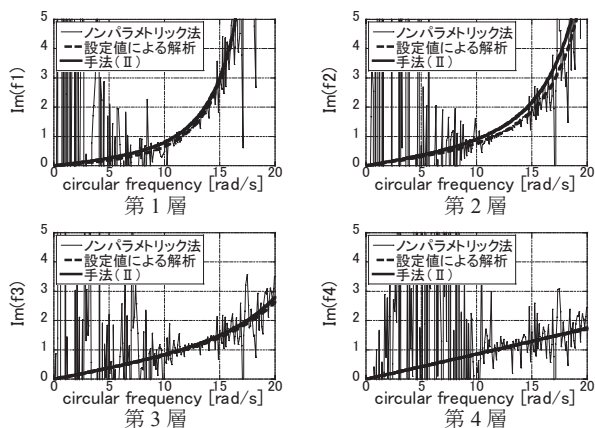 5
4
3
2
1
0
Im(f1)
ノンパラメトリック法
設定値による解析
手法(Ⅱ)
0 5 10 15 20
circular frequency [rad/s]
第1層
5
4
3
2
1
0
Im(f2)
ノンパラメトリック法
設定値による解析
手法(Ⅱ)
0 5 10 15 20
circular frequency [rad/s]
第2層
5
4
3
2
1
0
Im(f3)
ノンパラメトリック法
設定値による解析
手法(Ⅱ)
0 5 10 15 20
circular frequency [rad/s]
第3層
5
4
3
2
1
0
Im(f4)
ノンパラメトリック法
設定値による解析
手法(Ⅱ)
0 5 10 15 20
circular frequency [rad/s]
第4層